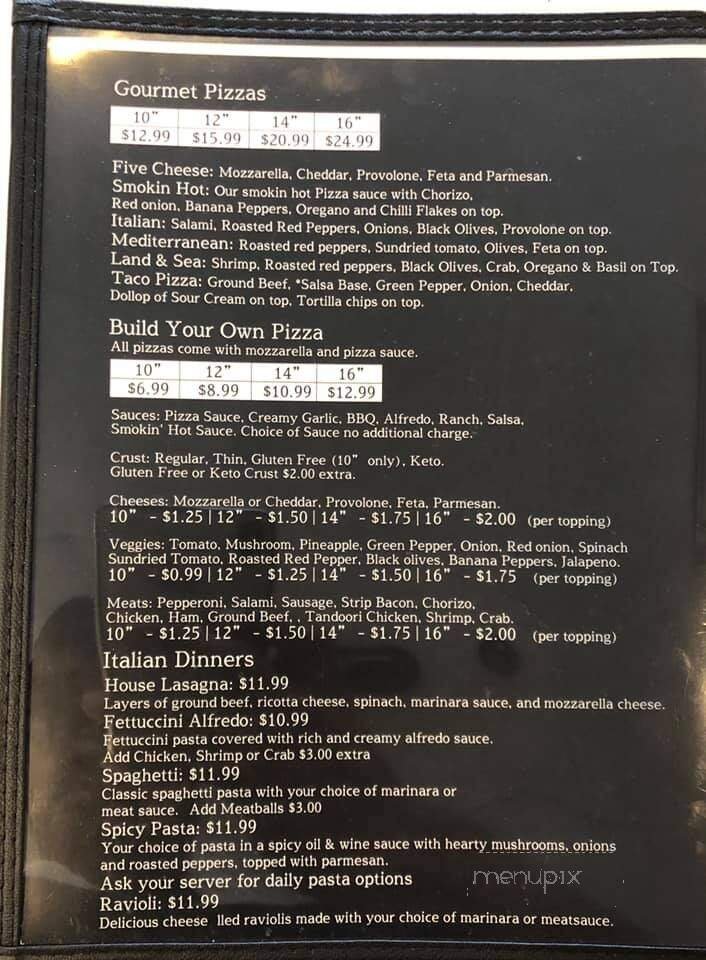 Gourmet Pizzas
10" 12" 14" 16"
$12.99 $15.99 $20.99 $24.99
Five Cheese: Mozzarella, Cheddar, Provolone, Feta and Parmesan.
Smokin Hot: Our smokin hot Pizza sauce with Chorizo,
Red onion, Banana Peppers, Oregano and Chilli Flakes on top.
Italian: Salami, Roasted Red Peppers, Onions, Black Olives, Provolone on top.
Mediterranean: Roasted red peppers, Sundried tomato, Olives, Feta on top.
Land & Sea: Shrimp, Roasted red peppers, Black Olives, Crab, Oregano & Basil on Top.
Taco Pizza: Ground Beef, *Salsa Base, Green Pepper, Onion, Cheddar,
Dollop of Sour Cream on top, Tortilla chips on top.
Build Your Own Pizza
All pizzas come with mozzarella and pizza sauce.
10" 12" 14" 16"
$6.99 $8.99 $10.99 $12.99
Sauces: Pizza Sauce, Creamy Garlic, BBQ, Alfredo, Ranch, Salsa,
Smokin' Hot Sauce. Choice of Sauce no additional charge.
Crust: Regular, Thin, Gluten Free (10" only), Keto.
Gluten Free or Keto Crust $2.00 extra.
Cheeses: Mozzarella or Cheddar, Provolone, Feta, Parmesan.
10" - $1.25 | 12" - $1.50 | 14" - $1.75 | 16" - $2.00 (per topping)
Veggies: Tomato, Mushroom, Pineapple, Green Pepper, Onion, Red onion, Spinach
Sundried Tomato, Roasted Red Pepper, Black olives, Banana Peppers, Jalapeno.
10" - $0.99 | 12" - $1.25 | 14" - $1.50 | 16" - $1.75 (per topping)
Meats: Pepperoni, Salami, Sausage, Strip Bacon, Chorizo,
Chicken, Ham, Ground Beef, , Tandoori Chicken, Shrimp, Crab.
10" - $1.25 | 12" - $1.50 | 14" - $1.75 | 16" - $2.00 (per topping)
Italian Dinners
House Lasagna: $11.99
Layers of ground beef, ricotta cheese, spinach, marinara sauce, and mozzarella cheese.
Fettuccini Alfredo: $10.99
Fettuccini pasta covered with rich and creamy alfredo sauce.
Add Chicken, Shrimp or Crab $3.00 extra
Spaghetti: $11.99
Classic spaghetti pasta with your choice of marinara or
meat sauce. Add Meatballs $3.00
Spicy Pasta: $11.99
Your choice of pasta in a spicy oil & wine sauce with hearty mushrooms, onions
and roasted peppers, topped with parmesan.
Ask your server for daily pasta options
menupix
Ravioli: $11.99
Delicious cheese lled raviolis made with your choice of marinara or meatsauce.